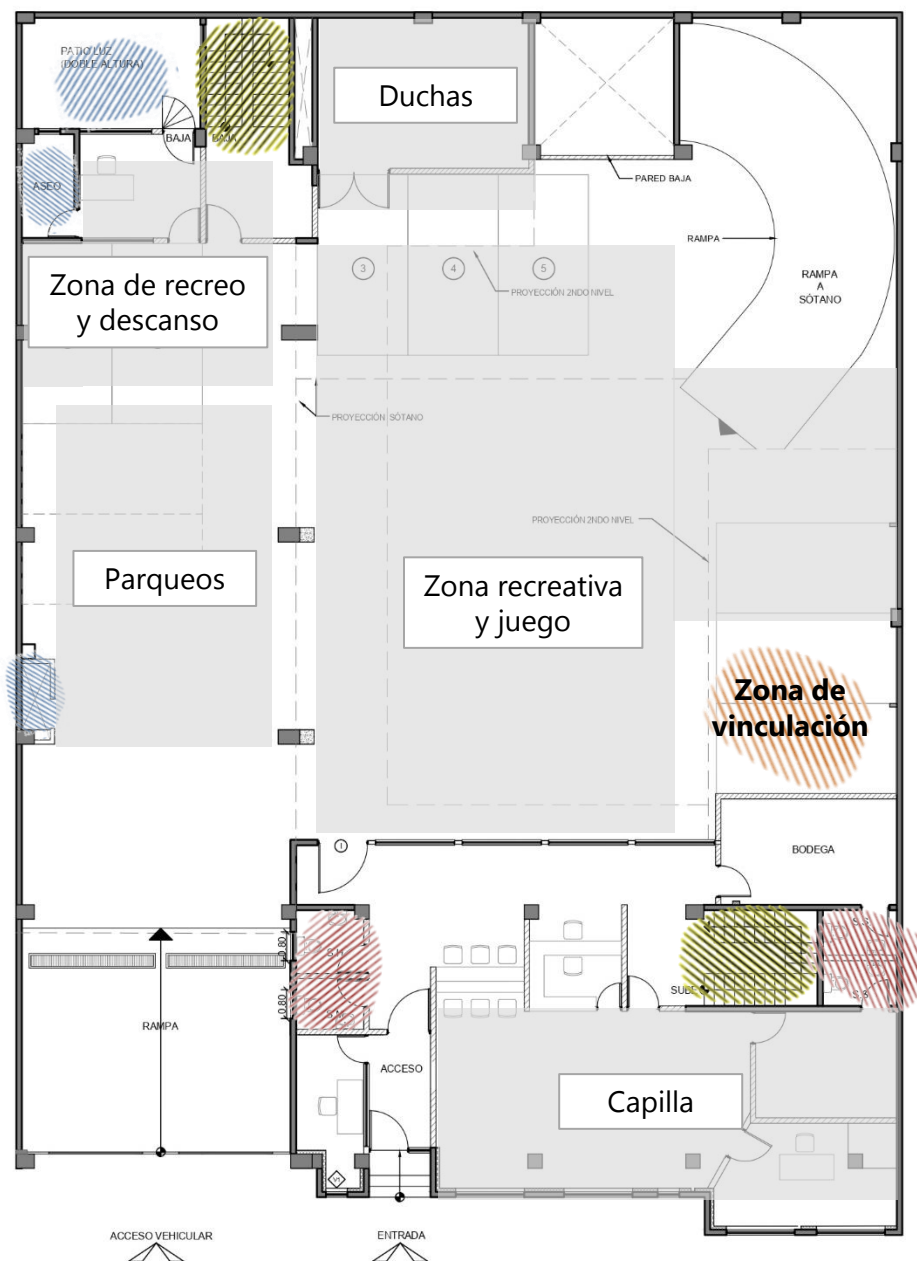 PATIO LUZ
(DOBLE ALTURA)
BAJA
BAJA
ASEO
Duchas
PARED BAJA
RAMPA
RAMPA
A
SÓTANO
Zona de recreo
y descanso
3
4
5
PROYECCIÓN 2NDO NIVEL
PROYECCIÓN SÓTANO
PROYECCIÓN 2NDO NIVEL
Parqueos
Zona recreativa
y juego
Zona de
vinculación
BODEGA
1
0.80
0.80
S.H.
S.M.
SUBE
S.S.
S.S.
RAMPA
ACCESO
Capilla
V1
ACCESO VEHICULAR
ENTRADA